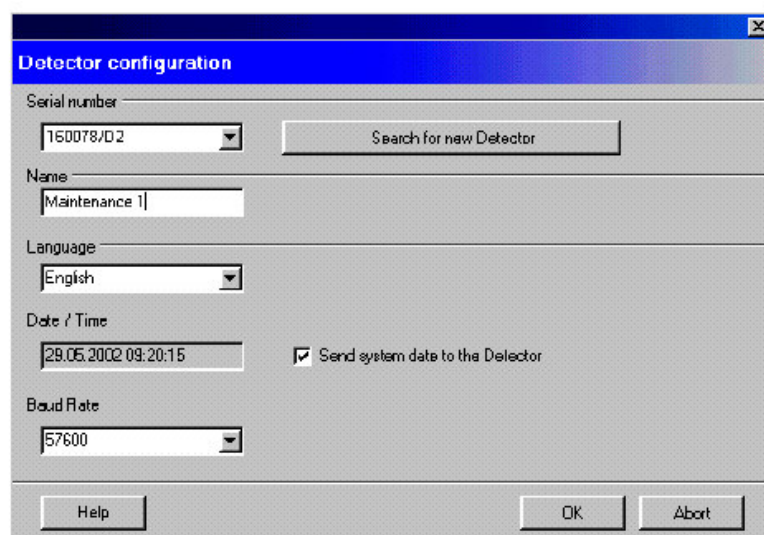 Detector configuration
Serial number
160078/D2
Search for new Detector
Name
Maintenance 1
Language
English
Date / Time
29.05.2002 09:20:15
Send system date to the Detector
Baud Rate
57600
Help
OK
Abort